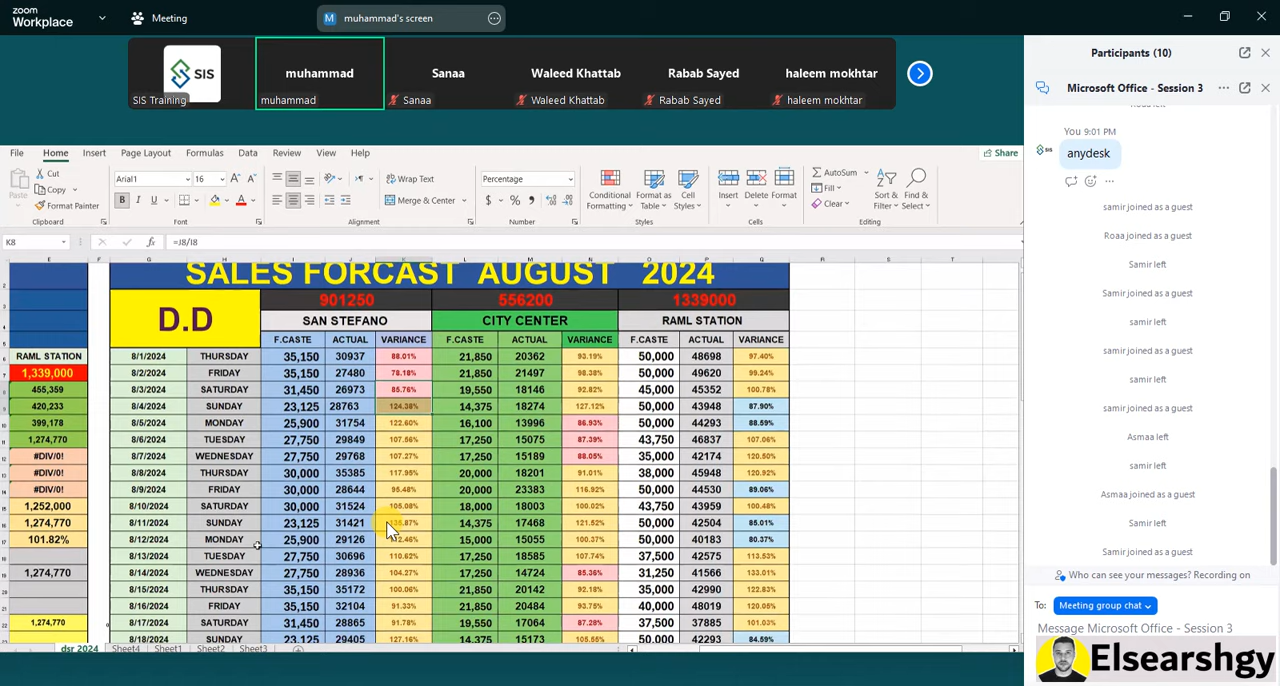 zoom
Workplace
Meeting
M muhammad's screen
SIS
SIS Training
muhammad
muhammad
Sanaa
Sanaa
Waleed Khattab
Waleed Khattab
Rabab Sayed
Rabab Sayed
haleem mokhtar
haleem mokhtar
Participants (10)
Microsoft Office - Session 3
You 9:01 PM
anydesk
samir joined as a guest
Roaa joined as a guest
Samir left
Samir joined as a guest
samir left
samir joined as a guest
samir left
samir joined as a guest
Asmaa left
samir left
Asmaa joined as a guest
Samir left
Samir joined as a guest
Who can see your messages? Recording on
To: Meeting group chat
Message Microsoft Office - Session 3
Elsearshgy
File Home Insert Page Layout Formulas Data Review View Help
Share
Paste
Cut
Copy
Format Painter
Clipboard
Arial1 16
B I U
Font
Wrap Text
Merge & Center
Alignment
Percentage
$ % 9
Number
Conditional Formatting
Format as Table
Cell Styles
Styles
Insert Delete Format
Cells
AutoSum
Fill
Clear
Sort & Filter
Find & Select
Editing
K8 fx =J8/I8
E F G H I J K L M N O P Q R S T
SALES FORCAST AUGUST 2024
D.D
901250 556200 1339000
SAN STEFANO CITY CENTER RAML STATION
F.CASTE ACTUAL VARIANCE F.CASTE ACTUAL VARIANCE F.CASTE ACTUAL VARIANCE
RAML STATION 8/1/2024 THURSDAY 35,150 30937 88.01% 21,850 20362 93.19% 50,000 48698 97.40%
1,339,000 8/2/2024 FRIDAY 35,150 27480 78.18% 21,850 21497 98.38% 50,000 49620 99.24%
455,359 8/3/2024 SATURDAY 31,450 26973 85.76% 19,550 18146 92.82% 45,000 45352 100.78%
420,233 8/4/2024 SUNDAY 23,125 28763 124.38% 14,375 18274 127.12% 50,000 43948 87.90%
399,178 8/5/2024 MONDAY 25,900 31754 122.60% 16,100 13996 86.93% 50,000 44293 88.59%
1,274,770 8/6/2024 TUESDAY 27,750 29849 107.56% 17,250 15075 87.39% 43,750 46837 107.06%
#DIV/0! 8/7/2024 WEDNESDAY 27,750 29768 107.27% 17,250 15189 88.05% 35,000 42174 120.50%
#DIV/0! 8/8/2024 THURSDAY 30,000 35385 117.95% 20,000 18201 91.01% 38,000 45948 120.92%
#DIV/0! 8/9/2024 FRIDAY 30,000 28644 95.48% 20,000 23383 116.92% 50,000 44530 89.06%
1,252,000 8/10/2024 SATURDAY 30,000 31524 105.08% 18,000 18003 100.02% 43,750 43959 100.48%
1,274,770 8/11/2024 SUNDAY 23,125 31421 14,375 17468 121.52% 50,000 42504 85.01%
101.82% 8/12/2024 MONDAY 25,900 29126 15,000 15055 100.37% 50,000 40183 80.37%
8/13/2024 TUESDAY 27,750 30696 110.62% 17,250 18585 107.74% 37,500 42575 113.53%
1,274,770 8/14/2024 WEDNESDAY 27,750 28936 104.27% 17,250 14724 85.36% 31,250 41566 133.01%
8/15/2024 THURSDAY 35,150 35172 100.06% 21,850 20142 92.18% 35,000 42990 122.83%
8/16/2024 FRIDAY 35,150 32104 91.33% 21,850 20484 93.75% 40,000 48019 120.05%
1,274,770 8/17/2024 SATURDAY 31,450 28865 91.78% 19,550 17064 87.28% 37,500 37885 101.03%
8/18/2024 SUNDAY 23,125 29405 127.16% 14,375 15173 105.55% 50,000 42293 84.59%
dsr 2024 Sheet4 Sheet1 Sheet2 Sheet3